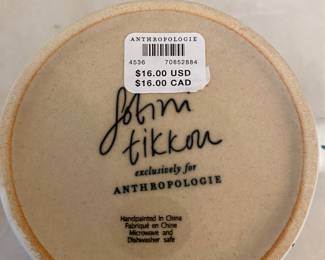 ANTHROPOLOGIE
4536 70852884
$16.00 USD
$16.00 CAD
fotini
tikkou
exclusively for
ANTHROPOLOGIE
Handpainted in China
Fabriqué en Chine
Microwave and
Dishwasher safe